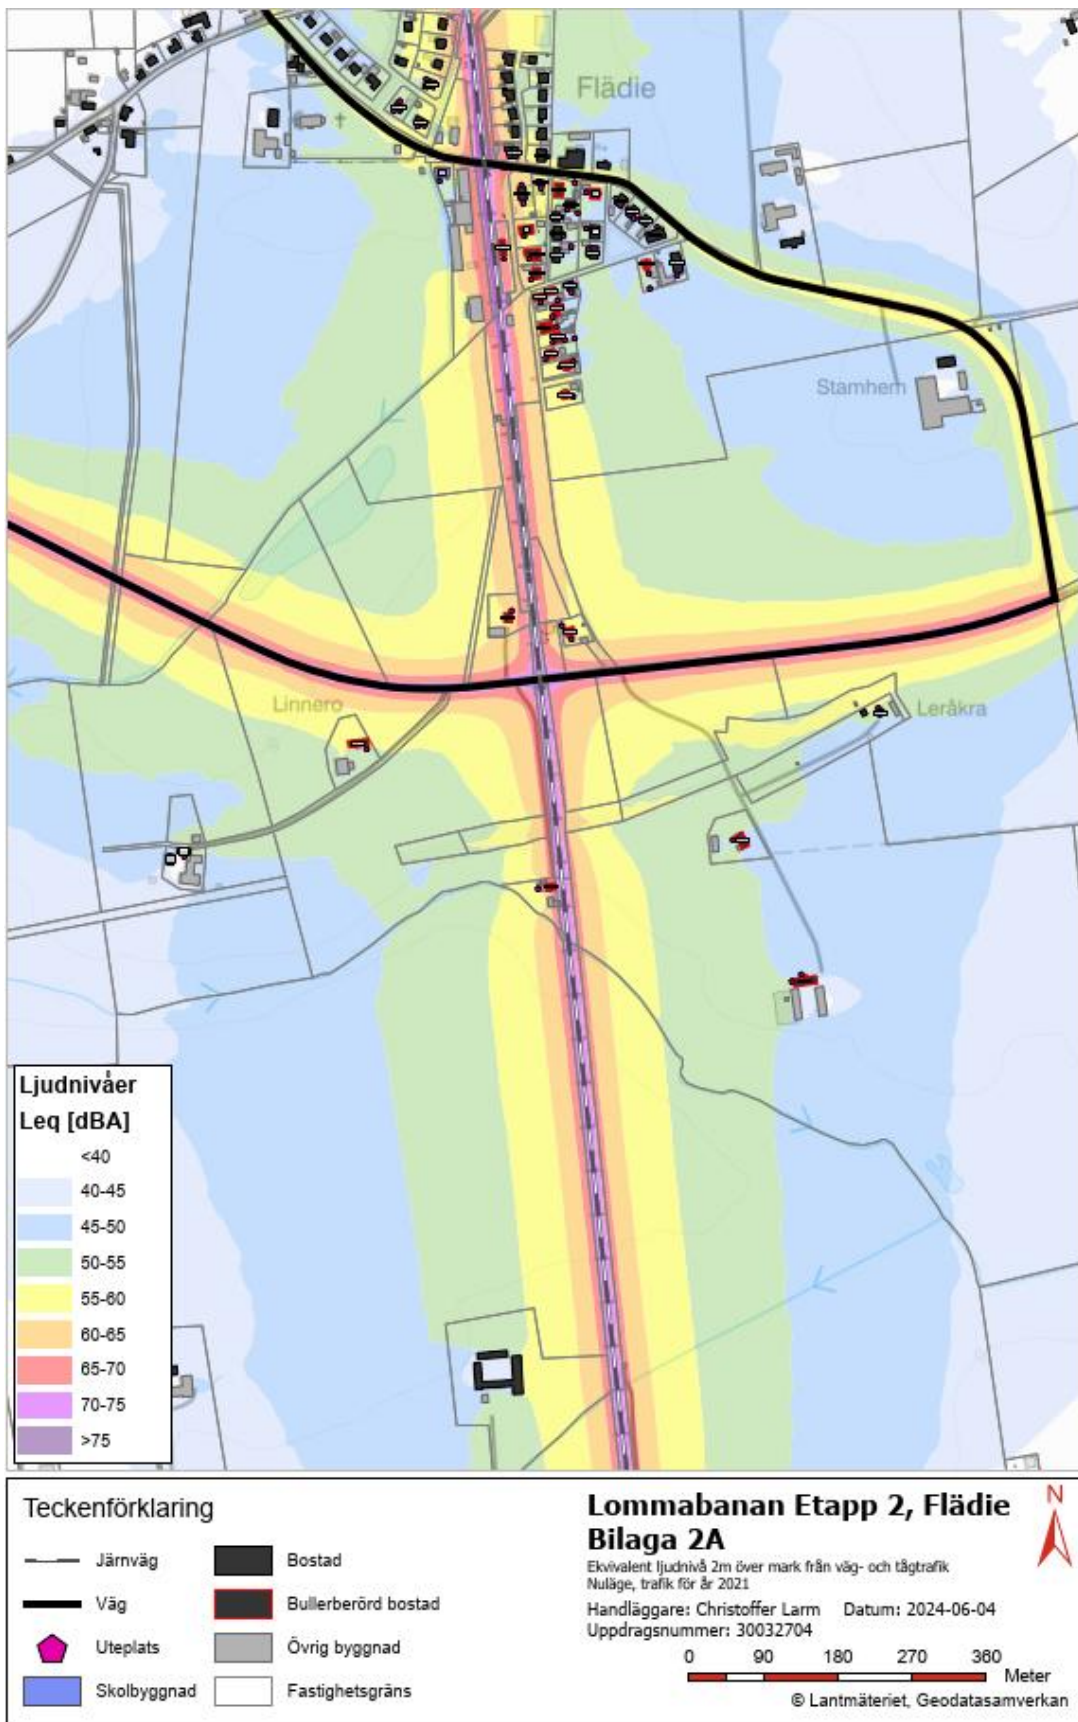 Flädie
Stamhem
Linnero
Leråkra
Ljudnivåer
Leq [dBA]
<40
40-45
45-50
50-55
55-60
60-65
65-70
70-75
>75
Teckenförklaring
Järnväg
Väg
Uteplats
Skolbyggnad
Bostad
Bullerberörd bostad
Övrig byggnad
Fastighetsgräns
Lommabanan Etapp 2, Flädie
Bilaga 2A
Ekvivalent ljudnivå 2m över mark från väg- och tågtrafik
Nuläge, trafik för år 2021
Handläggare: Christoffer Larm Datum: 2024-06-04
Uppdragsnummer: 30032704
N
0 90 180 270 360
Meter
© Lantmäteriet, Geodatasamverkan